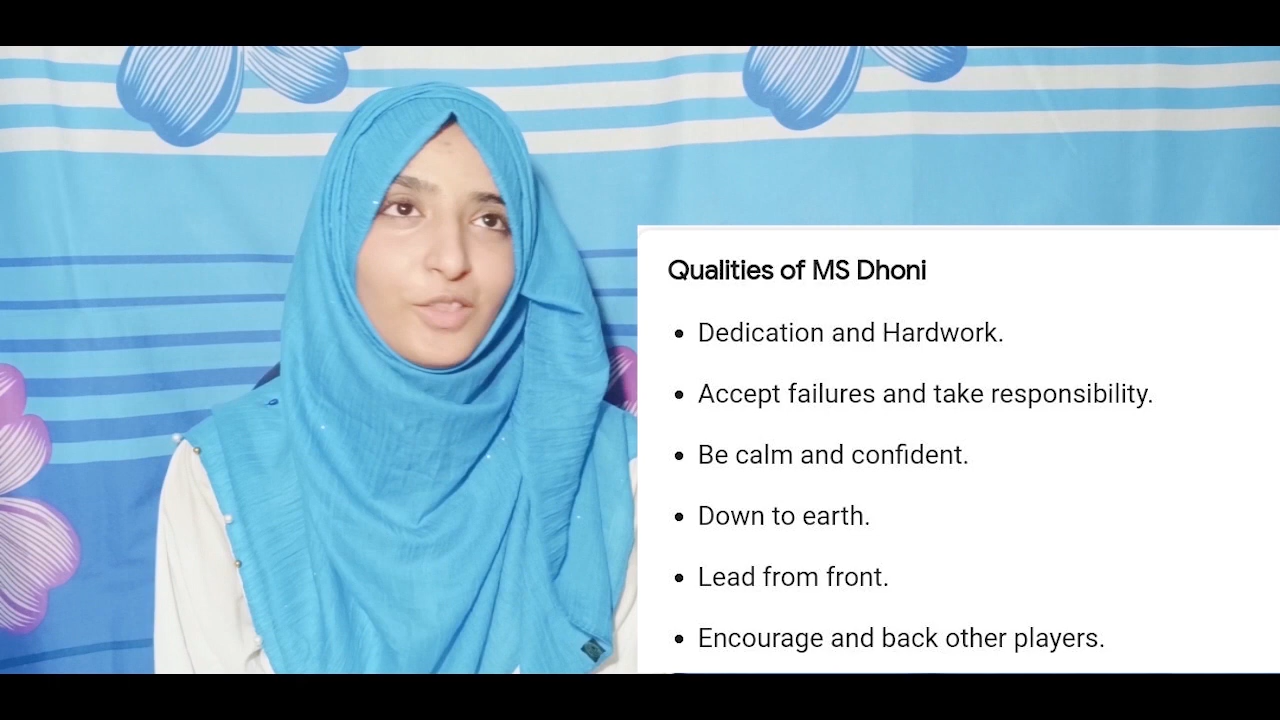 Qualities of MS Dhoni
• Dedication and Hardwork.
• Accept failures and take responsibility.
• Be calm and confident.
• Down to earth.
• Lead from front.
• Encourage and back other players.